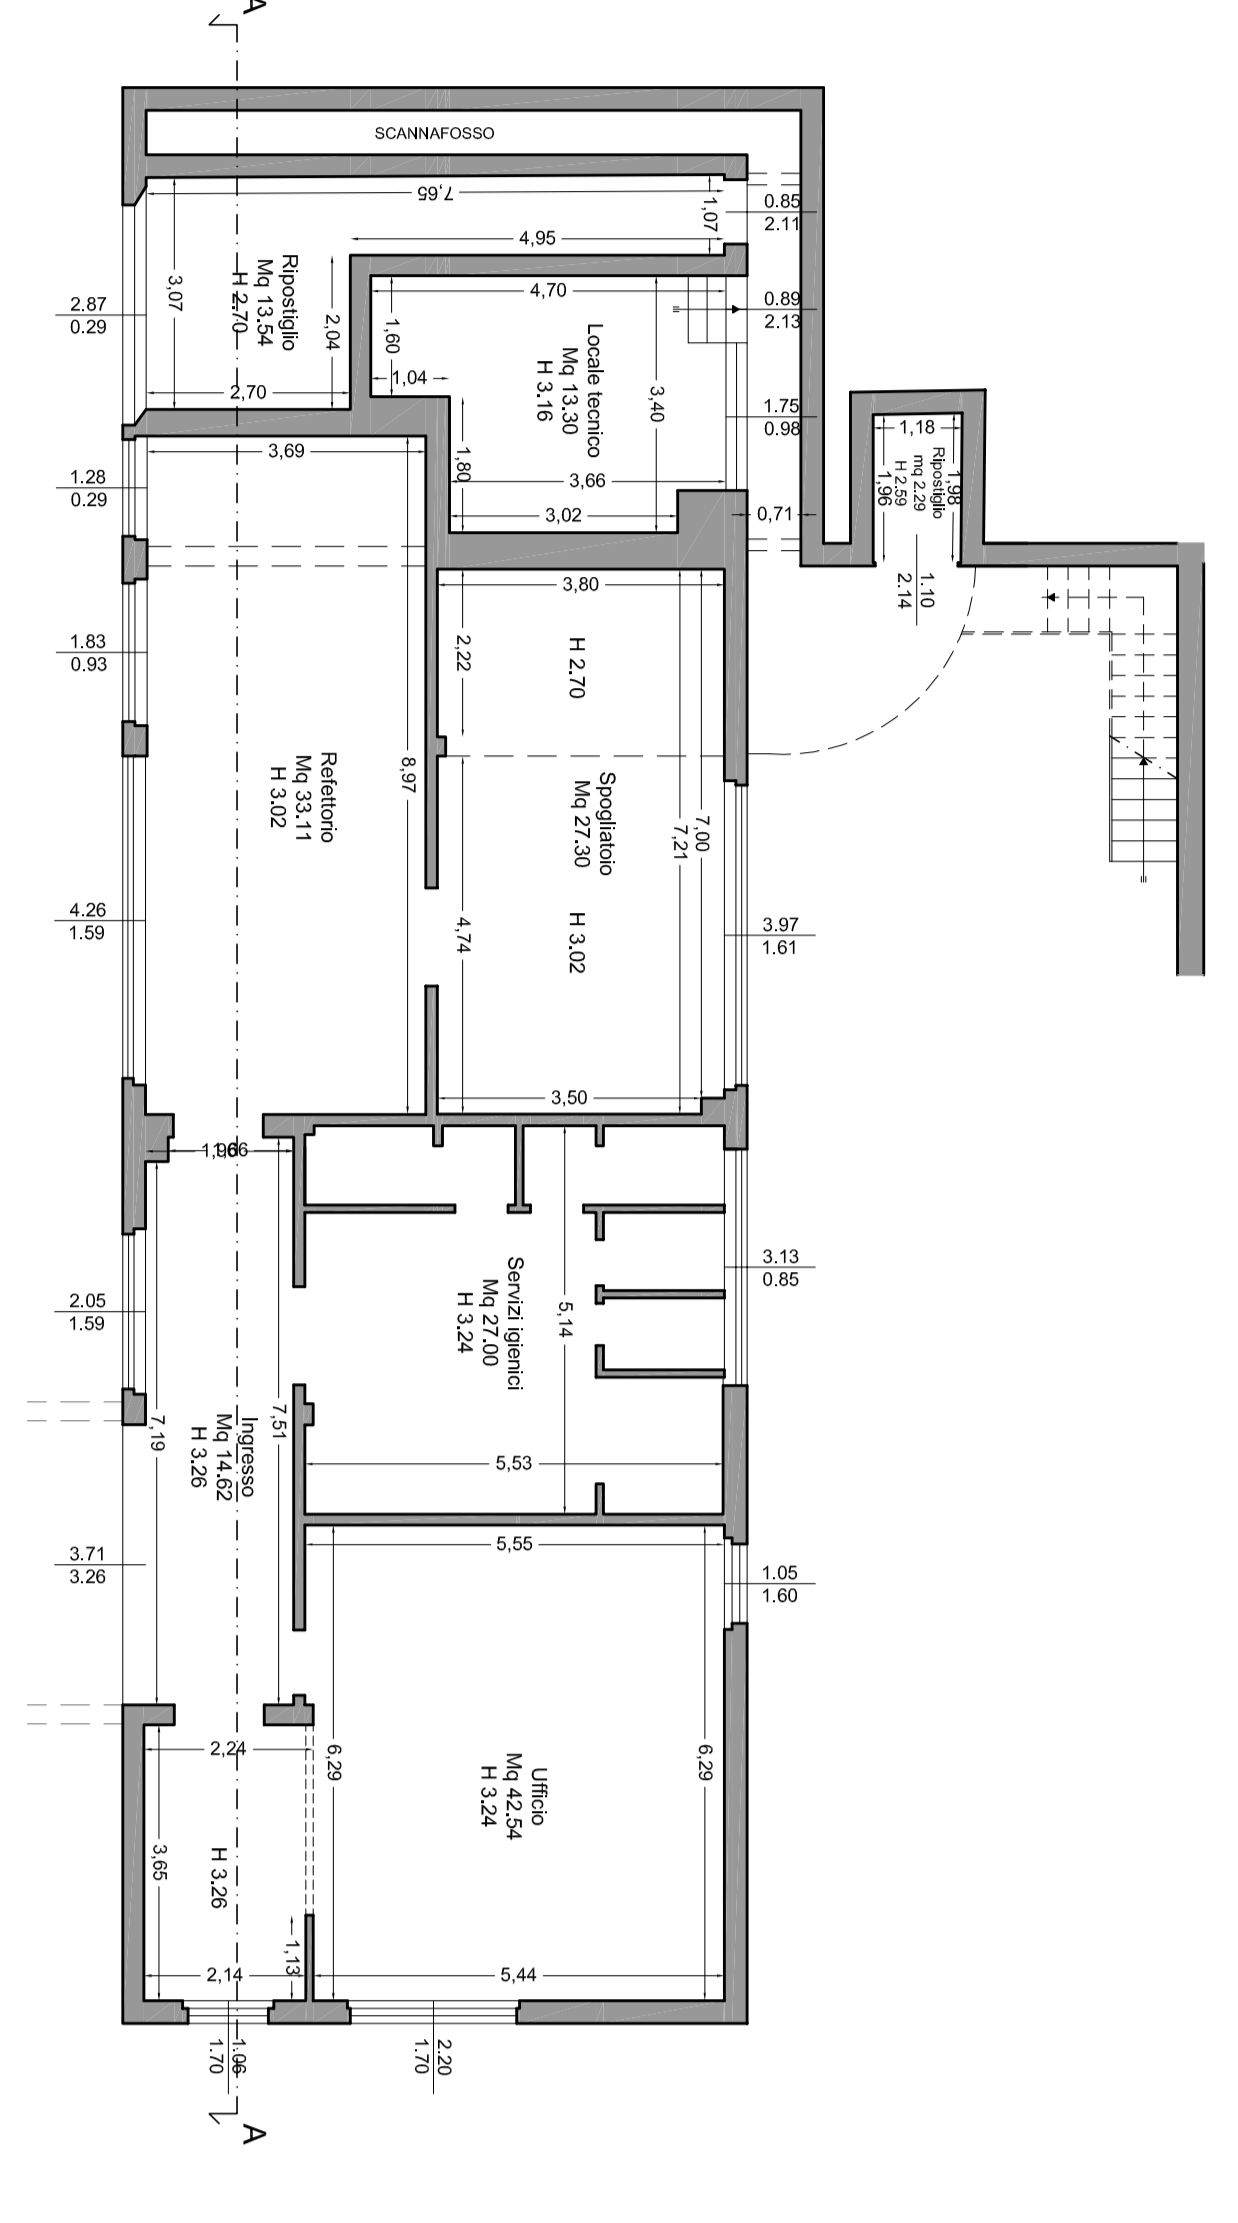 A
SCANNAFOSSO
7,65
1,07
0.85
2.11
4,95
4,70
0.89
2.13
Ripostiglio
Mq 13.54
H 2.70
3,07
2.87
0.29
2,04
1,60
Locale tecnico
Mq 13.30
H 3.16
1,04
3,40
1.75
0.98
2,70
1,18
Ripostiglio
mq 2.29
H 2.59
1,98
1,96
3,69
1,80
3,66
1.28
0.29
3,02
0,71
1.10
2.14
3,80
2,22
H 2.70
1.83
0.93
Refettorio
Mq 33.11
H 3.02
8,97
Spogliatoio
Mq 27.30
H 3.02
7,00
7,21
4.26
1.59
4,74
3.97
1.61
3,50
1,66
5,14
Servizi igienici
Mq 27.00
H 3.24
3.13
0.85
2.05
1.59
7,19
Ingresso
Mq 14.62
H 3.26
7,51
5,53
5,55
3.71
3.26
1.05
1.60
2,24
6,29
Ufficio
Mq 42.54
H 3.24
6,29
3,65
H 3.26
1,13
2,14
5,44
1.06
1.70
2.20
1.70
A